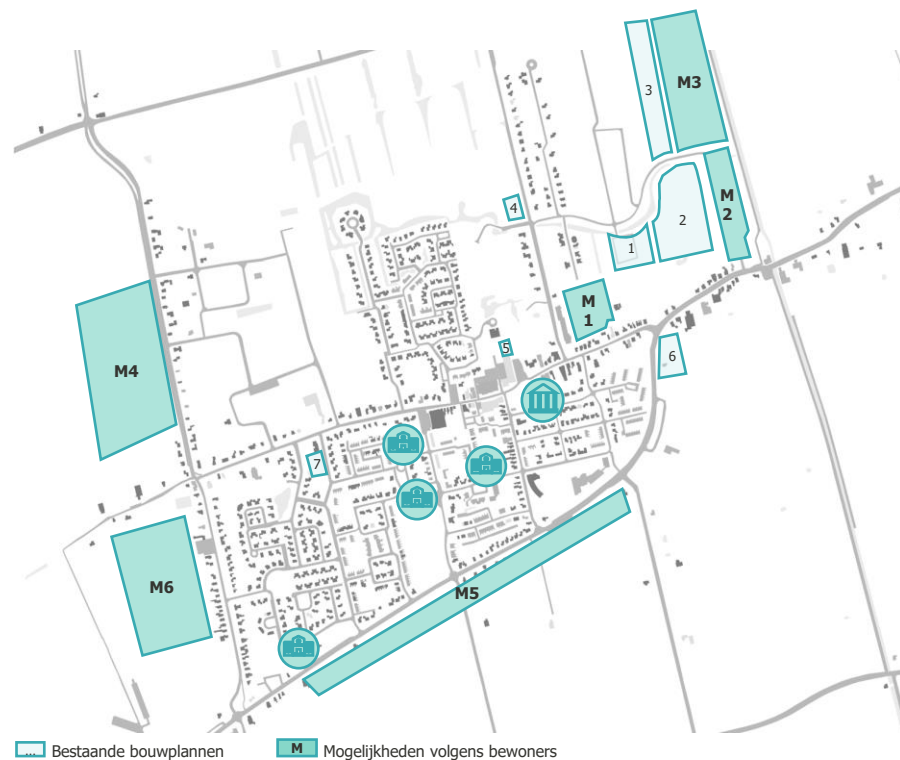 3
M3
M
2
4
2
1
M
1
5
6
M4
7
M6
M5
... Bestaande bouwplannen
M Mogelijkheden volgens bewoners